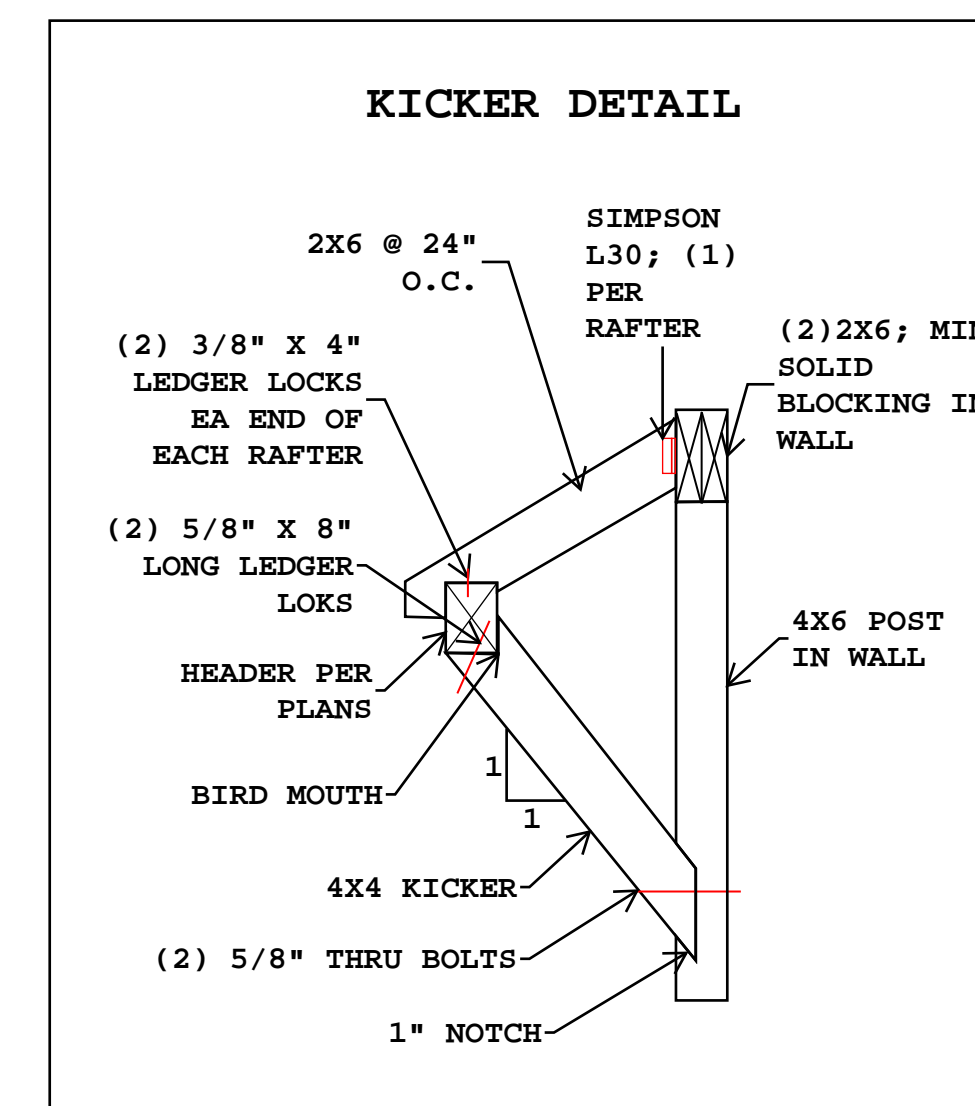 KICKER DETAIL
2X6 @ 24"
O.C.
SIMPSON
L30; (1)
PER
RAFTER
(2) 3/8" X 4"
LEDGER LOCKS
EA END OF
EACH RAFTER
(2)2X6;
SOLID
BLOCKING
WALL
(2) 5/8" X 8"
LONG LEDGER
LOKS
4X6 POST
IN WALL
HEADER PER
PLANS
BIRD MOUTH
1
1
4X4 KICKER
(2) 5/8" THRU BOLTS
1" NOTCH